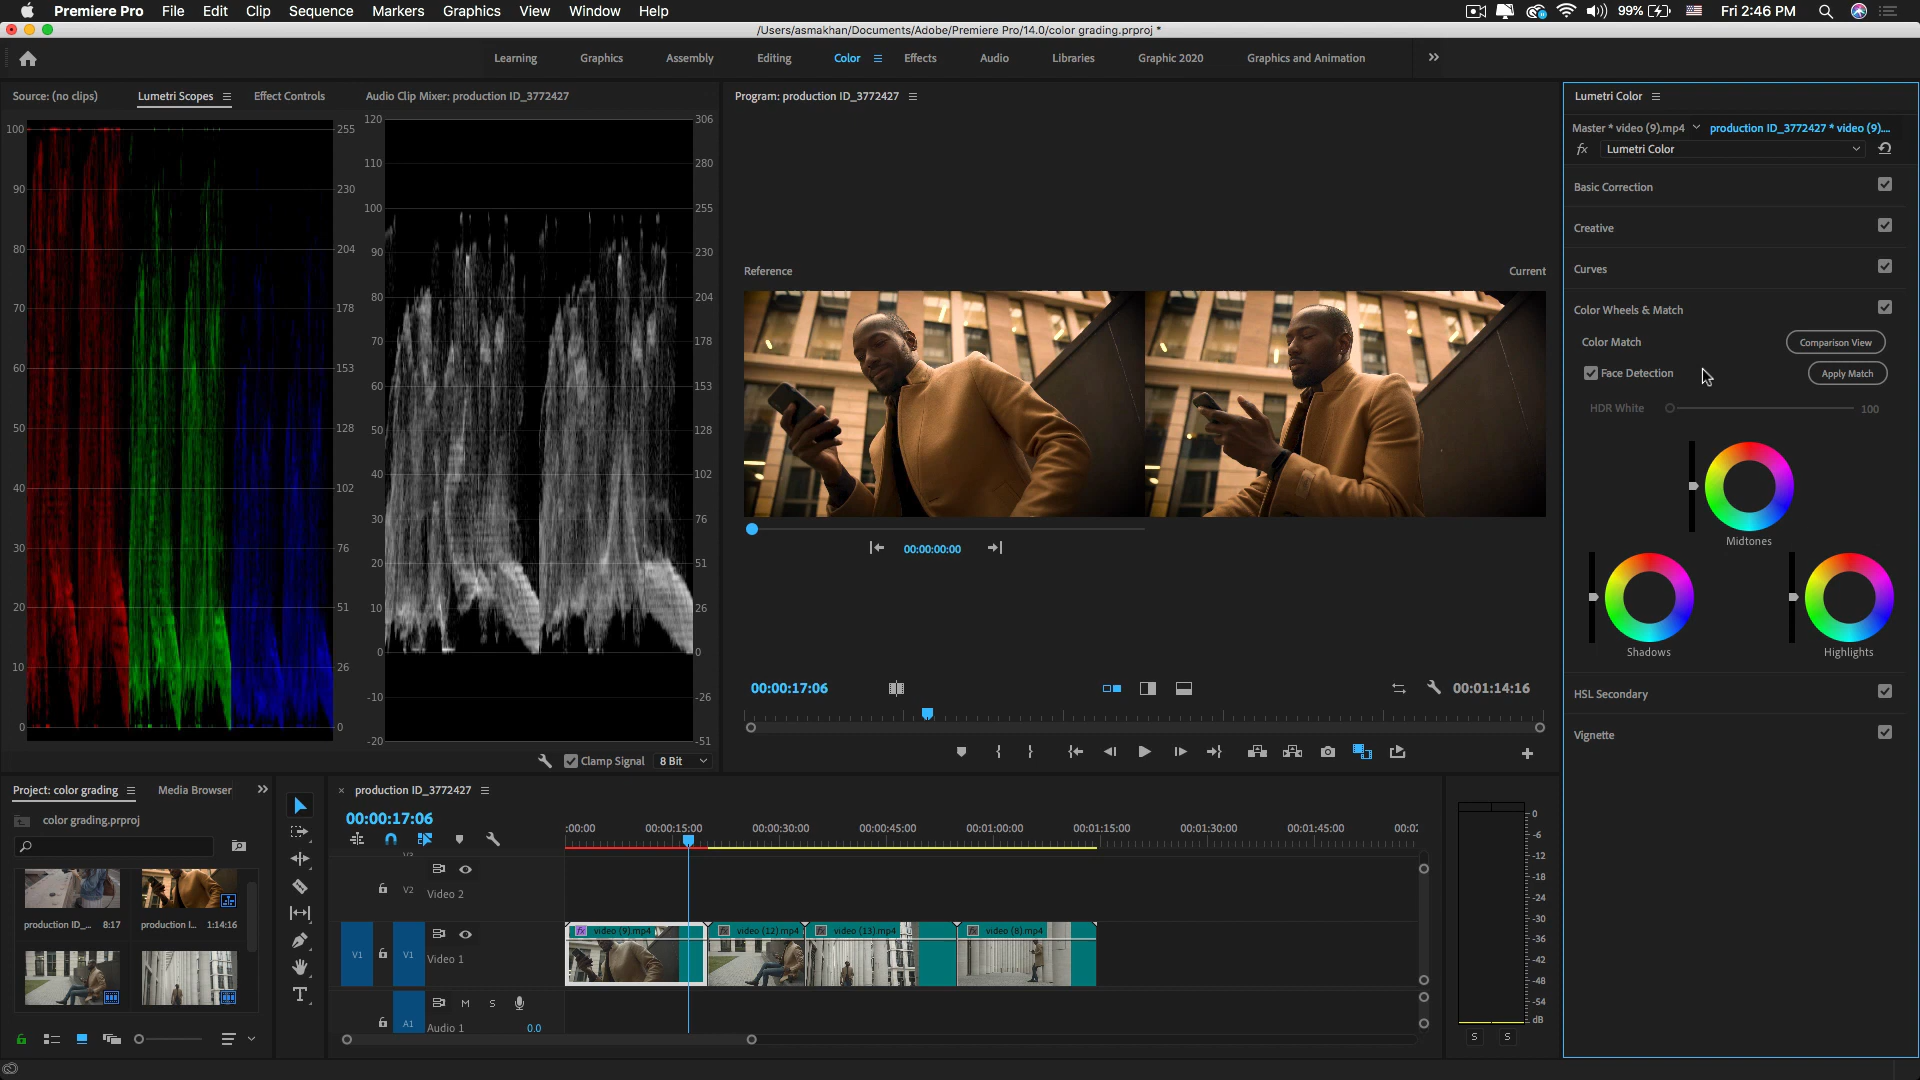 Premiere Pro File Edit Clip Sequence Markers Graphics View Window Help 99% Fri 2:46 PM
/Users/asmakhan/Documents/Adobe/Premiere Pro/14.0/color grading.prproj *
Learning Graphics Assembly Editing Color Effects Audio Libraries Graphic 2020 Graphics and Animation
Source: (no clips) Lumetri Scopes Effect Controls Audio Clip Mixer: production ID_3772427
100 90 80 70 60 50 40 30 20 10 0
255 230 204 178 153 128 102 76 51 26 0
120 110 100 90 80 70 60 50 40 30 20 10 0 -10 -20
306 280 255 230 204 178 153 128 102 76 51 26 0 -26 -51
Clamp Signal 8 Bit
Program: production ID_3772427
Reference Current
00:00:00:00
00:00:17:06 00:01:14:16
Lumetri Color
Master * video (9).mp4 production ID_3772427 * video (9)....
fx Lumetri Color
Basic Correction
Creative
Curves
Color Wheels & Match
Color Match Comparison View
Face Detection Apply Match
HDR White 100
Midtones
Shadows Highlights
HSL Secondary
Vignette
Project: color grading Media Browser
color grading.prproj
production ID_... 8:17 production I... 1:14:16
production ID_3772427
00:00:17:06
:00:00 00:00:15:00 00:00:30:00 00:00:45:00 00:01:00:00 00:01:15:00 00:01:30:00 00:01:45:00 00:02:
V2 Video 2
V1 V1 Video 1
fx video (9).mp4 fx video (12).mp4 fx video (13).mp4 fx video (8).mp4
A1 M S
Audio 1 0.0
0 -6 -12 -18 -24 -30 -36 -42 -48 -54 dB
S S